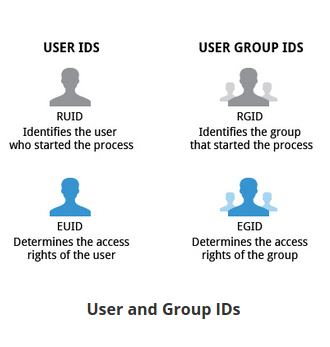 USER IDS
RUID
Identifies the user
who started the process
EUID
Determines the access
rights of the user
USER GROUP IDS
RGID
Identifies the group
that started the process
EGID
Determines the access
rights of the group
User and Group IDs